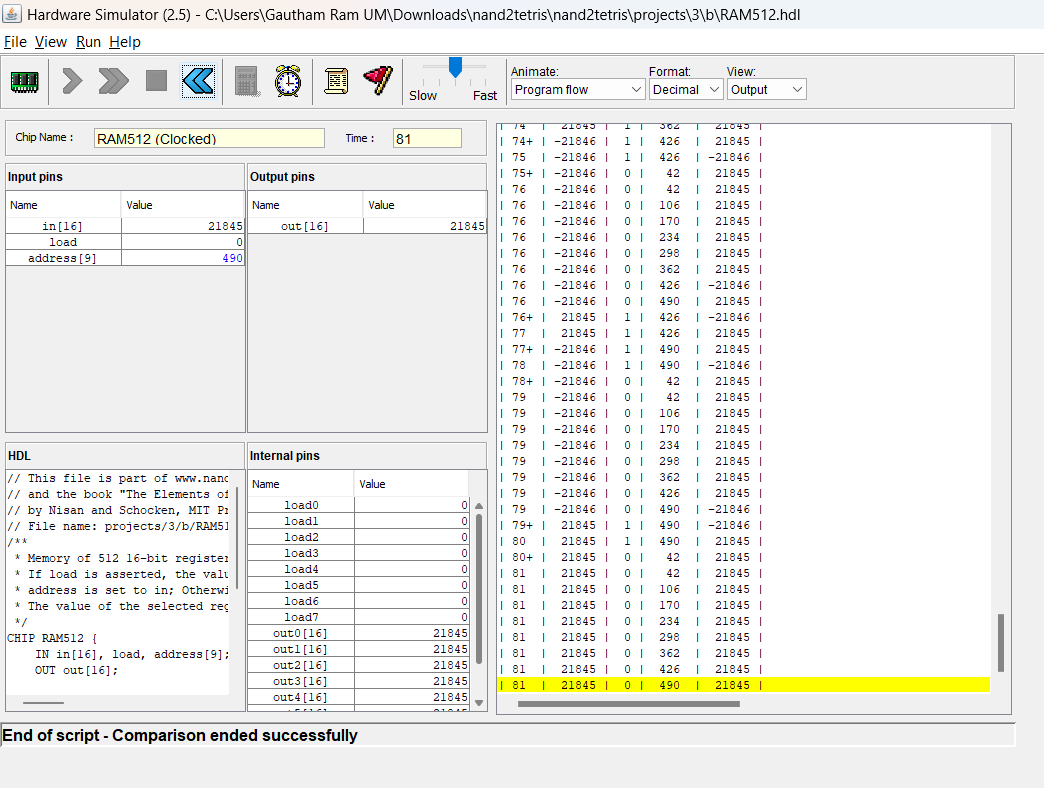 Hardware Simulator (2.5) - C:\Users\Gautham Ram UM\Downloads\nand2tetris\nand2tetris\projects\3\b\RAM512.hdl
File View Run Help
Slow Fast
Animate: Format: View:
Program flow Decimal Output
Chip Name : RAM512 (Clocked) Time : 81
Input pins
Name Value
in[16] 21845
load 0
address[9] 490
Output pins
Name Value
out[16] 21845
HDL
// This file is part of www.nand
// and the book "The Elements of
// by Nisan and Schocken, MIT Pr
// File name: projects/3/b/RAM51
/**
* Memory of 512 16-bit register
* If load is asserted, the valu
* address is set to in; Otherwi
* The value of the selected reg
*/
CHIP RAM512 {
IN in[16], load, address[9];
OUT out[16];
Internal pins
Name Value
load0 0
load1 0
load2 0
load3 0
load4 0
load5 0
load6 0
load7 0
out0[16] 21845
out1[16] 21845
out2[16] 21845
out3[16] 21845
out4[16] 21845
| 74 | 21845 | 1 | 362 | 21845 |
| 74+ | -21846 | 1 | 426 | 21845 |
| 75 | -21846 | 1 | 426 | -21846 |
| 75+ | -21846 | 0 | 42 | 21845 |
| 76 | -21846 | 0 | 42 | 21845 |
| 76 | -21846 | 0 | 106 | 21845 |
| 76 | -21846 | 0 | 170 | 21845 |
| 76 | -21846 | 0 | 234 | 21845 |
| 76 | -21846 | 0 | 298 | 21845 |
| 76 | -21846 | 0 | 362 | 21845 |
| 76 | -21846 | 0 | 426 | -21846 |
| 76 | -21846 | 0 | 490 | 21845 |
| 76+ | 21845 | 1 | 426 | -21846 |
| 77 | 21845 | 1 | 426 | 21845 |
| 77+ | -21846 | 1 | 490 | 21845 |
| 78 | -21846 | 1 | 490 | -21846 |
| 78+ | -21846 | 0 | 42 | 21845 |
| 79 | -21846 | 0 | 42 | 21845 |
| 79 | -21846 | 0 | 106 | 21845 |
| 79 | -21846 | 0 | 170 | 21845 |
| 79 | -21846 | 0 | 234 | 21845 |
| 79 | -21846 | 0 | 298 | 21845 |
| 79 | -21846 | 0 | 362 | 21845 |
| 79 | -21846 | 0 | 426 | 21845 |
| 79 | -21846 | 0 | 490 | -21846 |
| 79+ | 21845 | 1 | 490 | -21846 |
| 80 | 21845 | 1 | 490 | 21845 |
| 80+ | 21845 | 0 | 42 | 21845 |
| 81 | 21845 | 0 | 42 | 21845 |
| 81 | 21845 | 0 | 106 | 21845 |
| 81 | 21845 | 0 | 170 | 21845 |
| 81 | 21845 | 0 | 234 | 21845 |
| 81 | 21845 | 0 | 298 | 21845 |
| 81 | 21845 | 0 | 362 | 21845 |
| 81 | 21845 | 0 | 426 | 21845 |
| 81 | 21845 | 0 | 490 | 21845 |
End of script - Comparison ended successfully